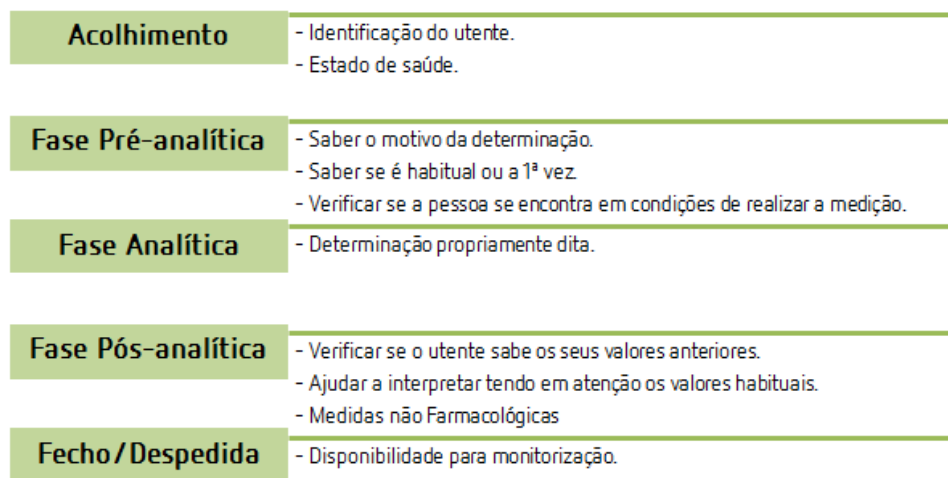 Acolhimento
- Identificação do utente.
- Estado de saúde.
Fase Pré-analítica
- Saber o motivo da determinação.
- Saber se é habitual ou a 1ª vez.
- Verificar se a pessoa se encontra em condições de realizar a medição.
Fase Analítica
- Determinação propriamente dita.
Fase Pós-analítica
- Verificar se o utente sabe os seus valores anteriores.
- Ajudar a interpretar tendo em atenção os valores habituais.
- Medidas não Farmacológicas
Fecho/Despedida
- Disponibilidade para monitorização.